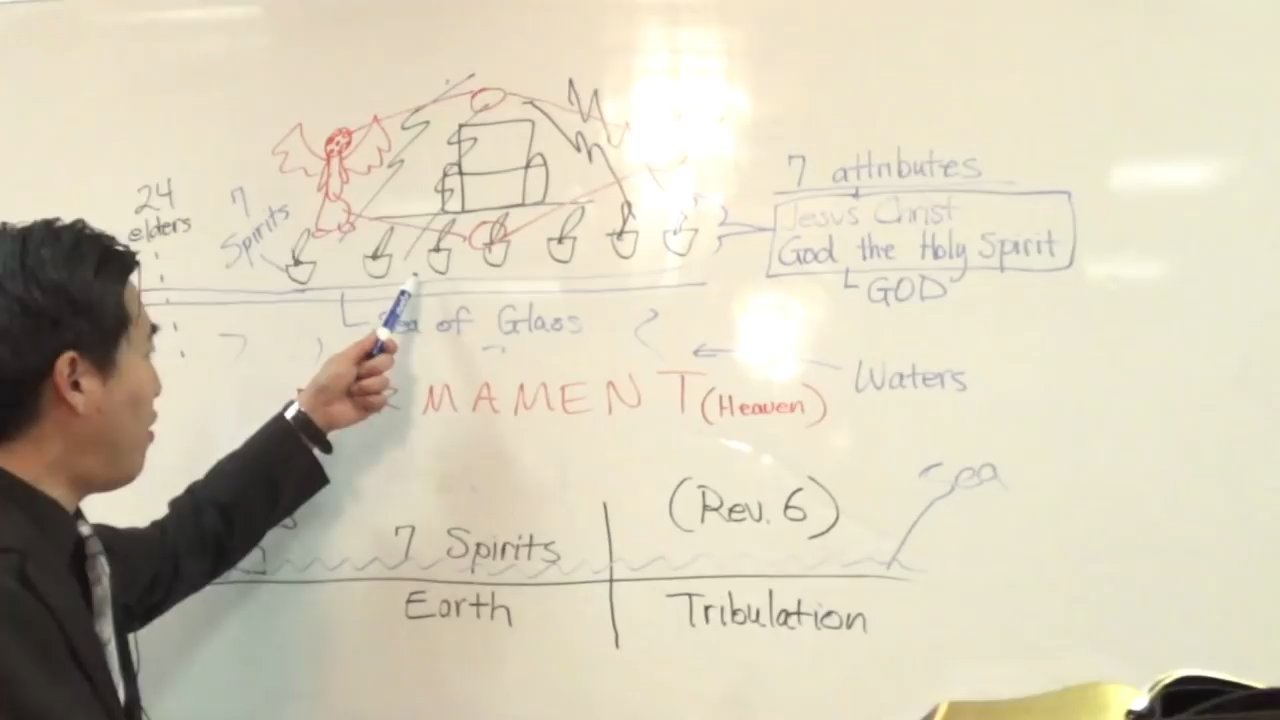 24
elders
7
Spirits
7 attributes
Jesus Christ
God the Holy Spirit
GOD
Sea of Glass
Waters
MAMENT (Heaven)
Sea
(Rev. 6)
7 Spirits
Earth
Tribulation